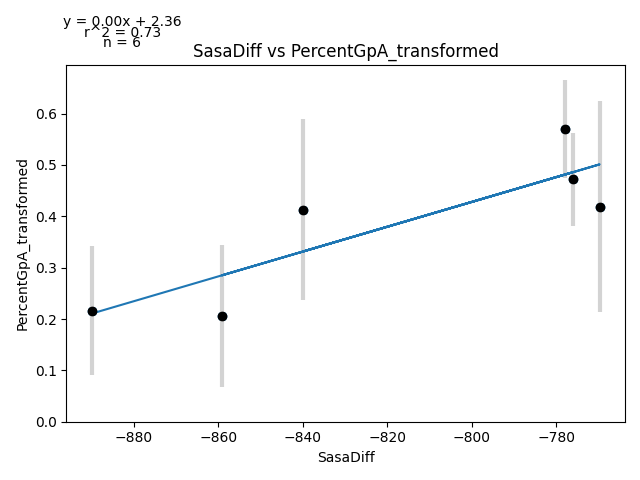 y = 0.00x + 2.36
r^2 = 0.73
n = 6
SasaDiff vs PercentGpA_transformed
PercentGpA_transformed
0.6
0.5
0.4
0.3
0.2
0.1
0.0
−880
−860
−840
−820
−800
−780
SasaDiff